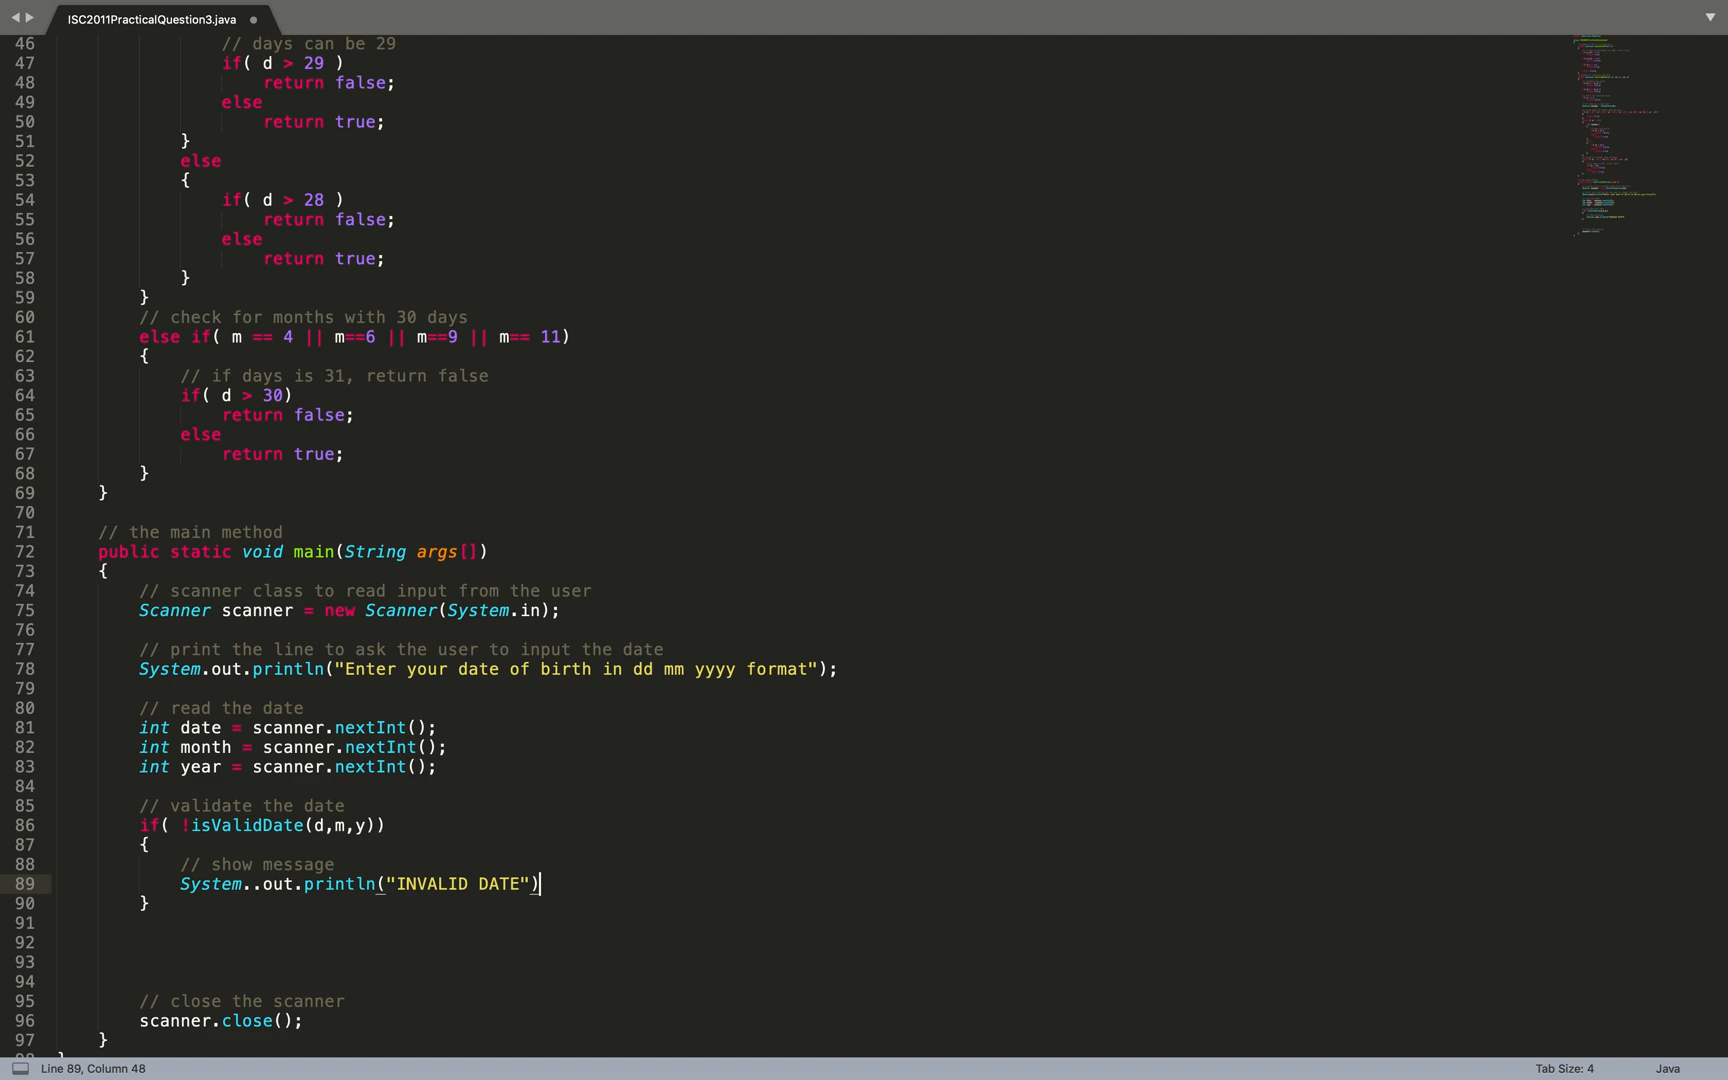 ISC2011PracticalQuestion3.java
46 // days can be 29
47 if( d > 29 )
48 return false;
49 else
50 return true;
51 }
52 else
53 {
54 if( d > 28 )
55 return false;
56 else
57 return true;
58 }
59 }
60 // check for months with 30 days
61 else if( m == 4 || m==6 || m==9 || m== 11)
62 {
63 // if days is 31, return false
64 if( d > 30)
65 return false;
66 else
67 return true;
68 }
69 }
70
71 // the main method
72 public static void main(String args[])
73 {
74 // scanner class to read input from the user
75 Scanner scanner = new Scanner(System.in);
76
77 // print the line to ask the user to input the date
78 System.out.println("Enter your date of birth in dd mm yyyy format");
79
80 // read the date
81 int date = scanner.nextInt();
82 int month = scanner.nextInt();
83 int year = scanner.nextInt();
84
85 // validate the date
86 if( !isValidDate(d,m,y))
87 {
88 // show message
89 System..out.println("INVALID DATE")
90 }
91
92
93
94
95 // close the scanner
96 scanner.close();
97 }
Line 89, Column 48 Tab Size: 4 Java